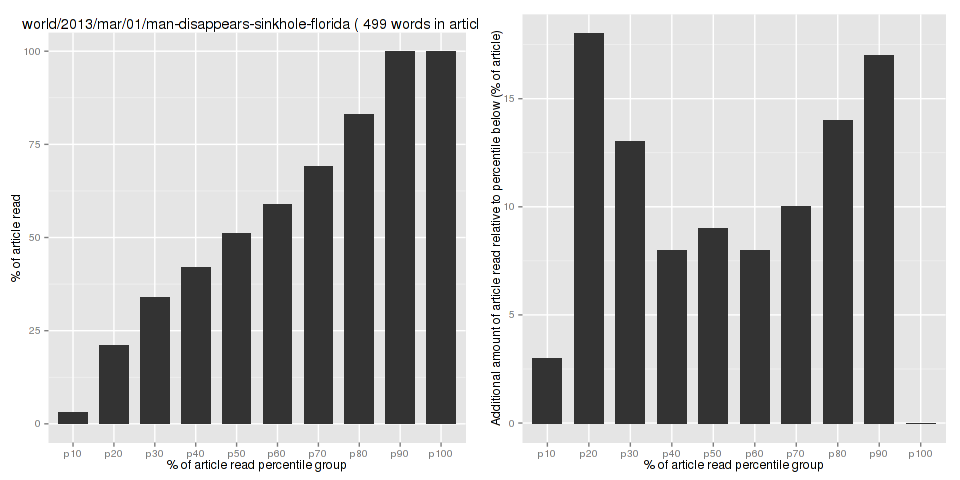 world/2013/mar/01/man-disappears-sinkhole-florida ( 499 words in articl
% of article read
100
75
50
25
0
p10 p20 p30 p40 p50 p60 p70 p80 p90 p100
% of article read percentile group
Additional amount of article read relative to percentile below (% of article)
15
10
5
0
p10 p20 p30 p40 p50 p60 p70 p80 p90 p100
% of article read percentile group